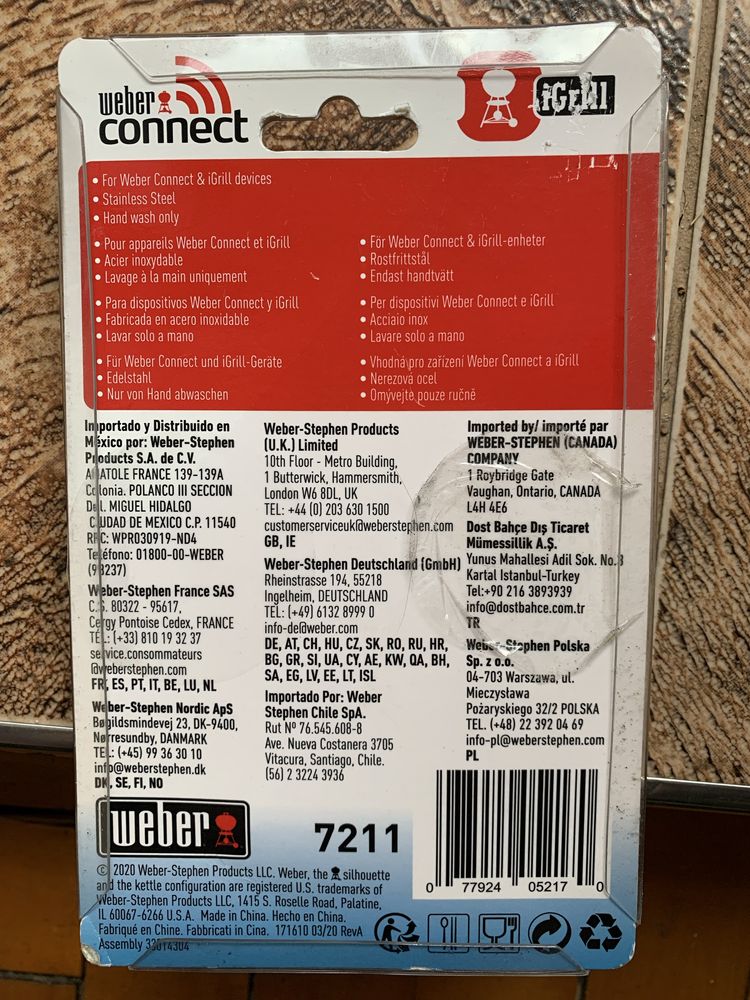 weber
connect
iGrill
• For Weber Connect & iGrill devices
• Stainless Steel
• Hand wash only
• Pour appareils Weber Connect et iGrill
• Acier inoxydable
• Lavage à la main uniquement
• Para dispositivos Weber Connect y iGrill
• Fabricada en acero inoxidable
• Lavar solo a mano
• Für Weber Connect und iGrill-Geräte
• Edelstahl
• Nur von Hand abwaschen
• För Weber Connect & iGrill-enheter
• Rostfrittstål
• Endast handtvätt
• Per dispositivi Weber Connect e iGrill
• Acciaio inox
• Lavare solo a mano
• Vhodná pro zařízení Weber Connect a iGrill
• Nerezová ocel
• Omývejte pouze ručně
Importado y Distribuido en
México por: Weber-Stephen
Products S.A. de C.V.
ANATOLE FRANCE 139-139A
Colonia. POLANCO III SECCION
Del. MIGUEL HIDALGO
CIUDAD DE MEXICO C.P. 11540
RFC: WPR030919-ND4
Teléfono: 01800-00-WEBER
(93237)
Weber-Stephen France SAS
C.S. 80322 - 95617,
Cergy Pontoise Cedex, FRANCE
TÉL.: (+33) 810 19 32 37
service.consommateurs
@weberstephen.com
FR, ES, PT, IT, BE, LU, NL
Weber-Stephen Nordic ApS
Bøgildsmindevej 23, DK-9400,
Nørresundby, DANMARK
TEL: (+45) 99 36 30 10
info@weberstephen.dk
DK, SE, FI, NO
Weber-Stephen Products
(U.K.) Limited
10th Floor - Metro Building,
1 Butterwick, Hammersmith,
London W6 8DL, UK
TEL: +44 (0) 203 630 1500
customerserviceuk@weberstephen.com
GB, IE
Weber-Stephen Deutschland (GmbH)
Rheinstrasse 194, 55218
Ingelheim, DEUTSCHLAND
TEL: (+49) 6132 8999 0
info-de@weber.com
DE, AT, CH, HU, CZ, SK, RO, RU, HR,
BG, GR, SI, UA, CY, AE, KW, QA, BH,
SA, EG, LV, EE, LT, ISL
Importado Por: Weber
Stephen Chile SpA.
Rut Nº 76.545.608-8
Ave. Nueva Costanera 3705
Vitacura, Santiago, Chile.
(56) 2 3224 3936
Imported by/ importé par
WEBER-STEPHEN (CANADA)
COMPANY
1 Roybridge Gate
Vaughan, Ontario, CANADA
L4H 4E6
Dost Bahçe Dış Ticaret
Mümessillik A.Ş.
Yunus Mahallesi Adil Sok. No.3
Kartal Istanbul-Turkey
Tel:+90 216 3893939
info@dostbahce.com.tr
TR
Weber-Stephen Polska
Sp. z o.o.
04-703 Warszawa, ul.
Mieczysława
Pożaryskiego 32/2 POLSKA
TEL. (+48) 22 392 04 69
info-pl@weberstephen.com
PL
weber
7211
© 2020 Weber-Stephen Products LLC. Weber, the silhouette
and the kettle configuration are registered U.S. trademarks of
Weber-Stephen Products LLC, 1415 S. Roselle Road, Palatine,
IL 60067-6266 U.S.A. Made in China. Hecho en China.
Fabriqué en Chine. Fabbricati in Cina. 171610 03/20 RevA
Assembly 33014304
0 77924 05217 0